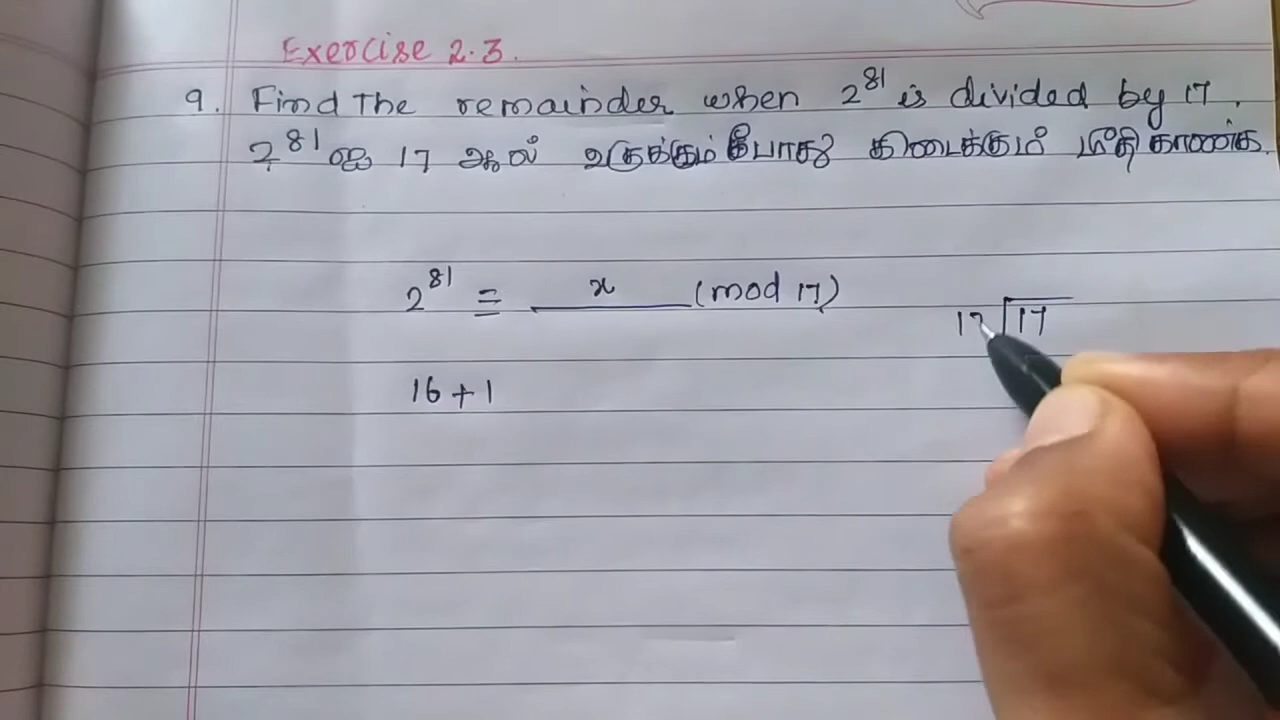 Exercise 2.3.
9. Find The remainder when 2^81 is divided by 17.
2^81 ஐ 17 ஆல் வகுக்கும் போது கிடைக்கும் மீதி காண்க.
2^81 ≡ x (mod 17)
17 17
16 + 1